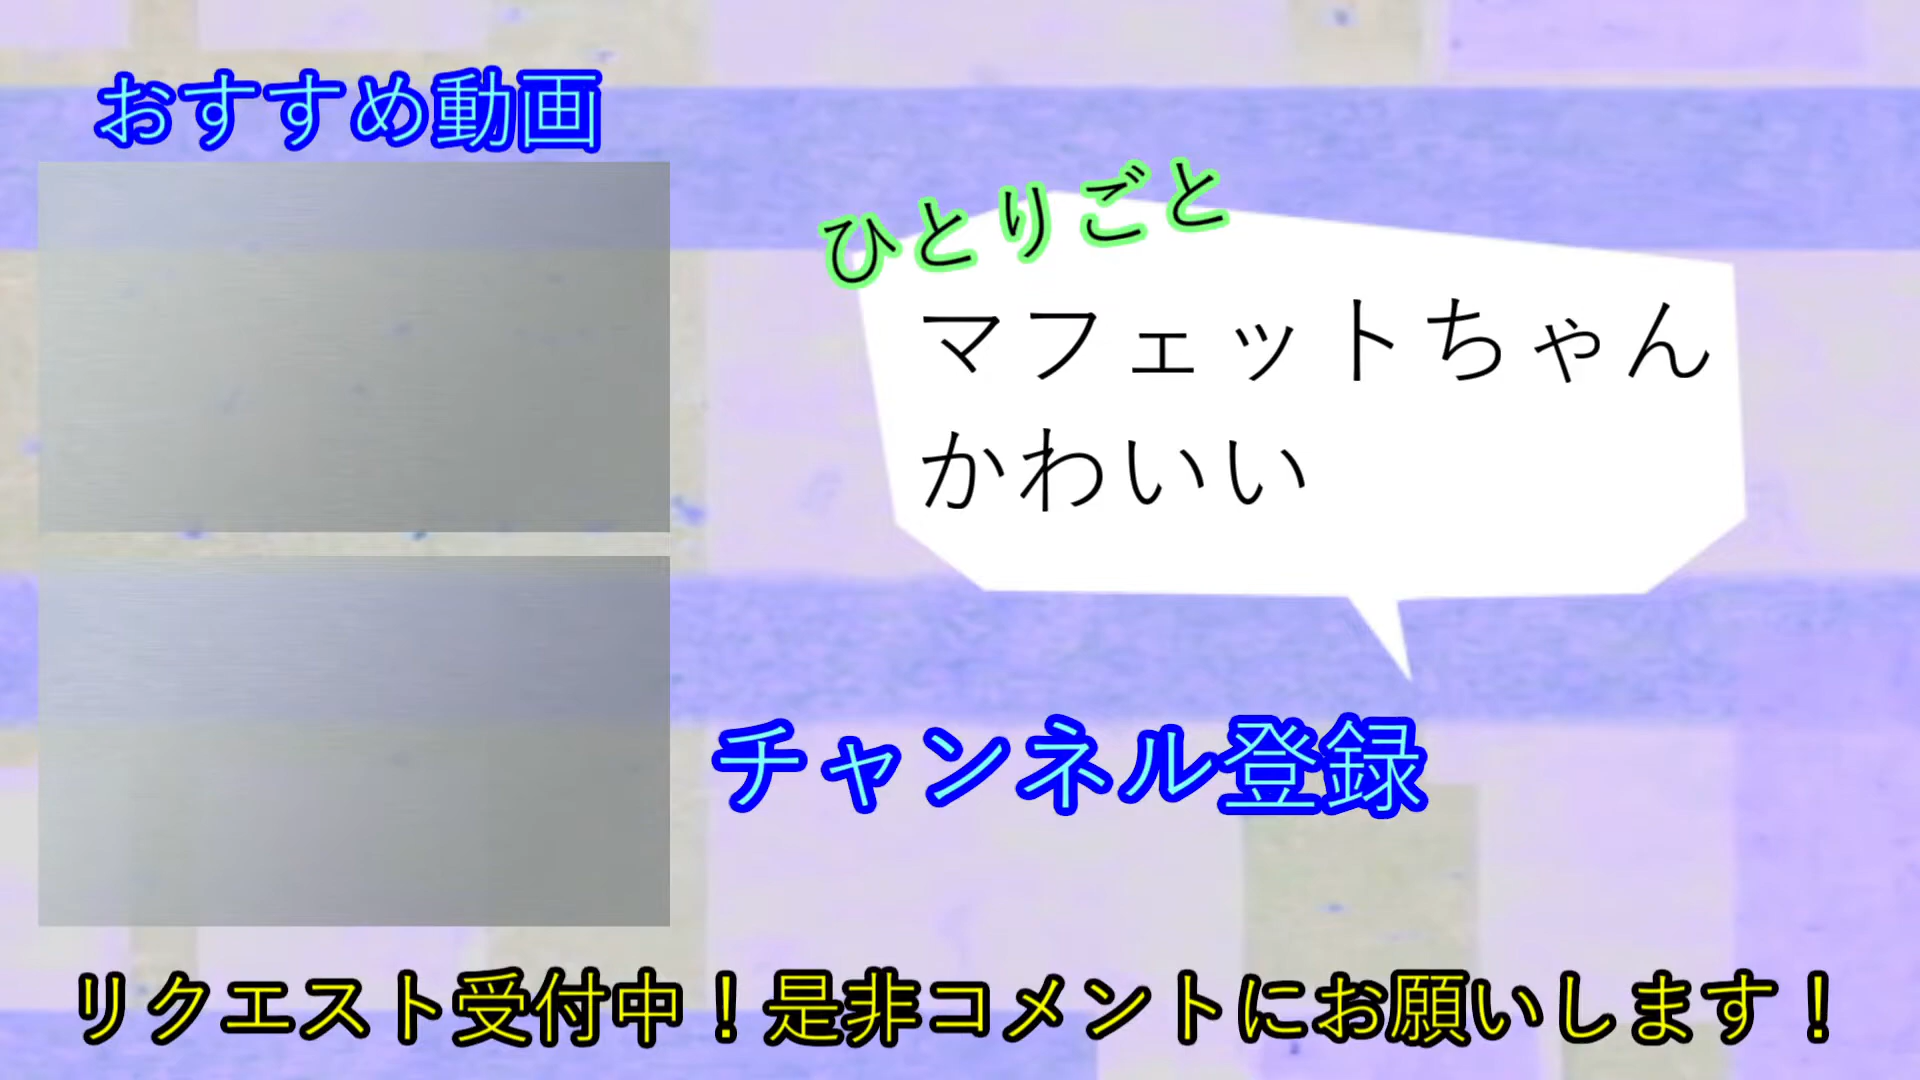 おすすめ動画
ひとりごと
マフェットちゃん
かわいい
チャンネル登録
リクエスト受付中！是非コメントにお願いします！